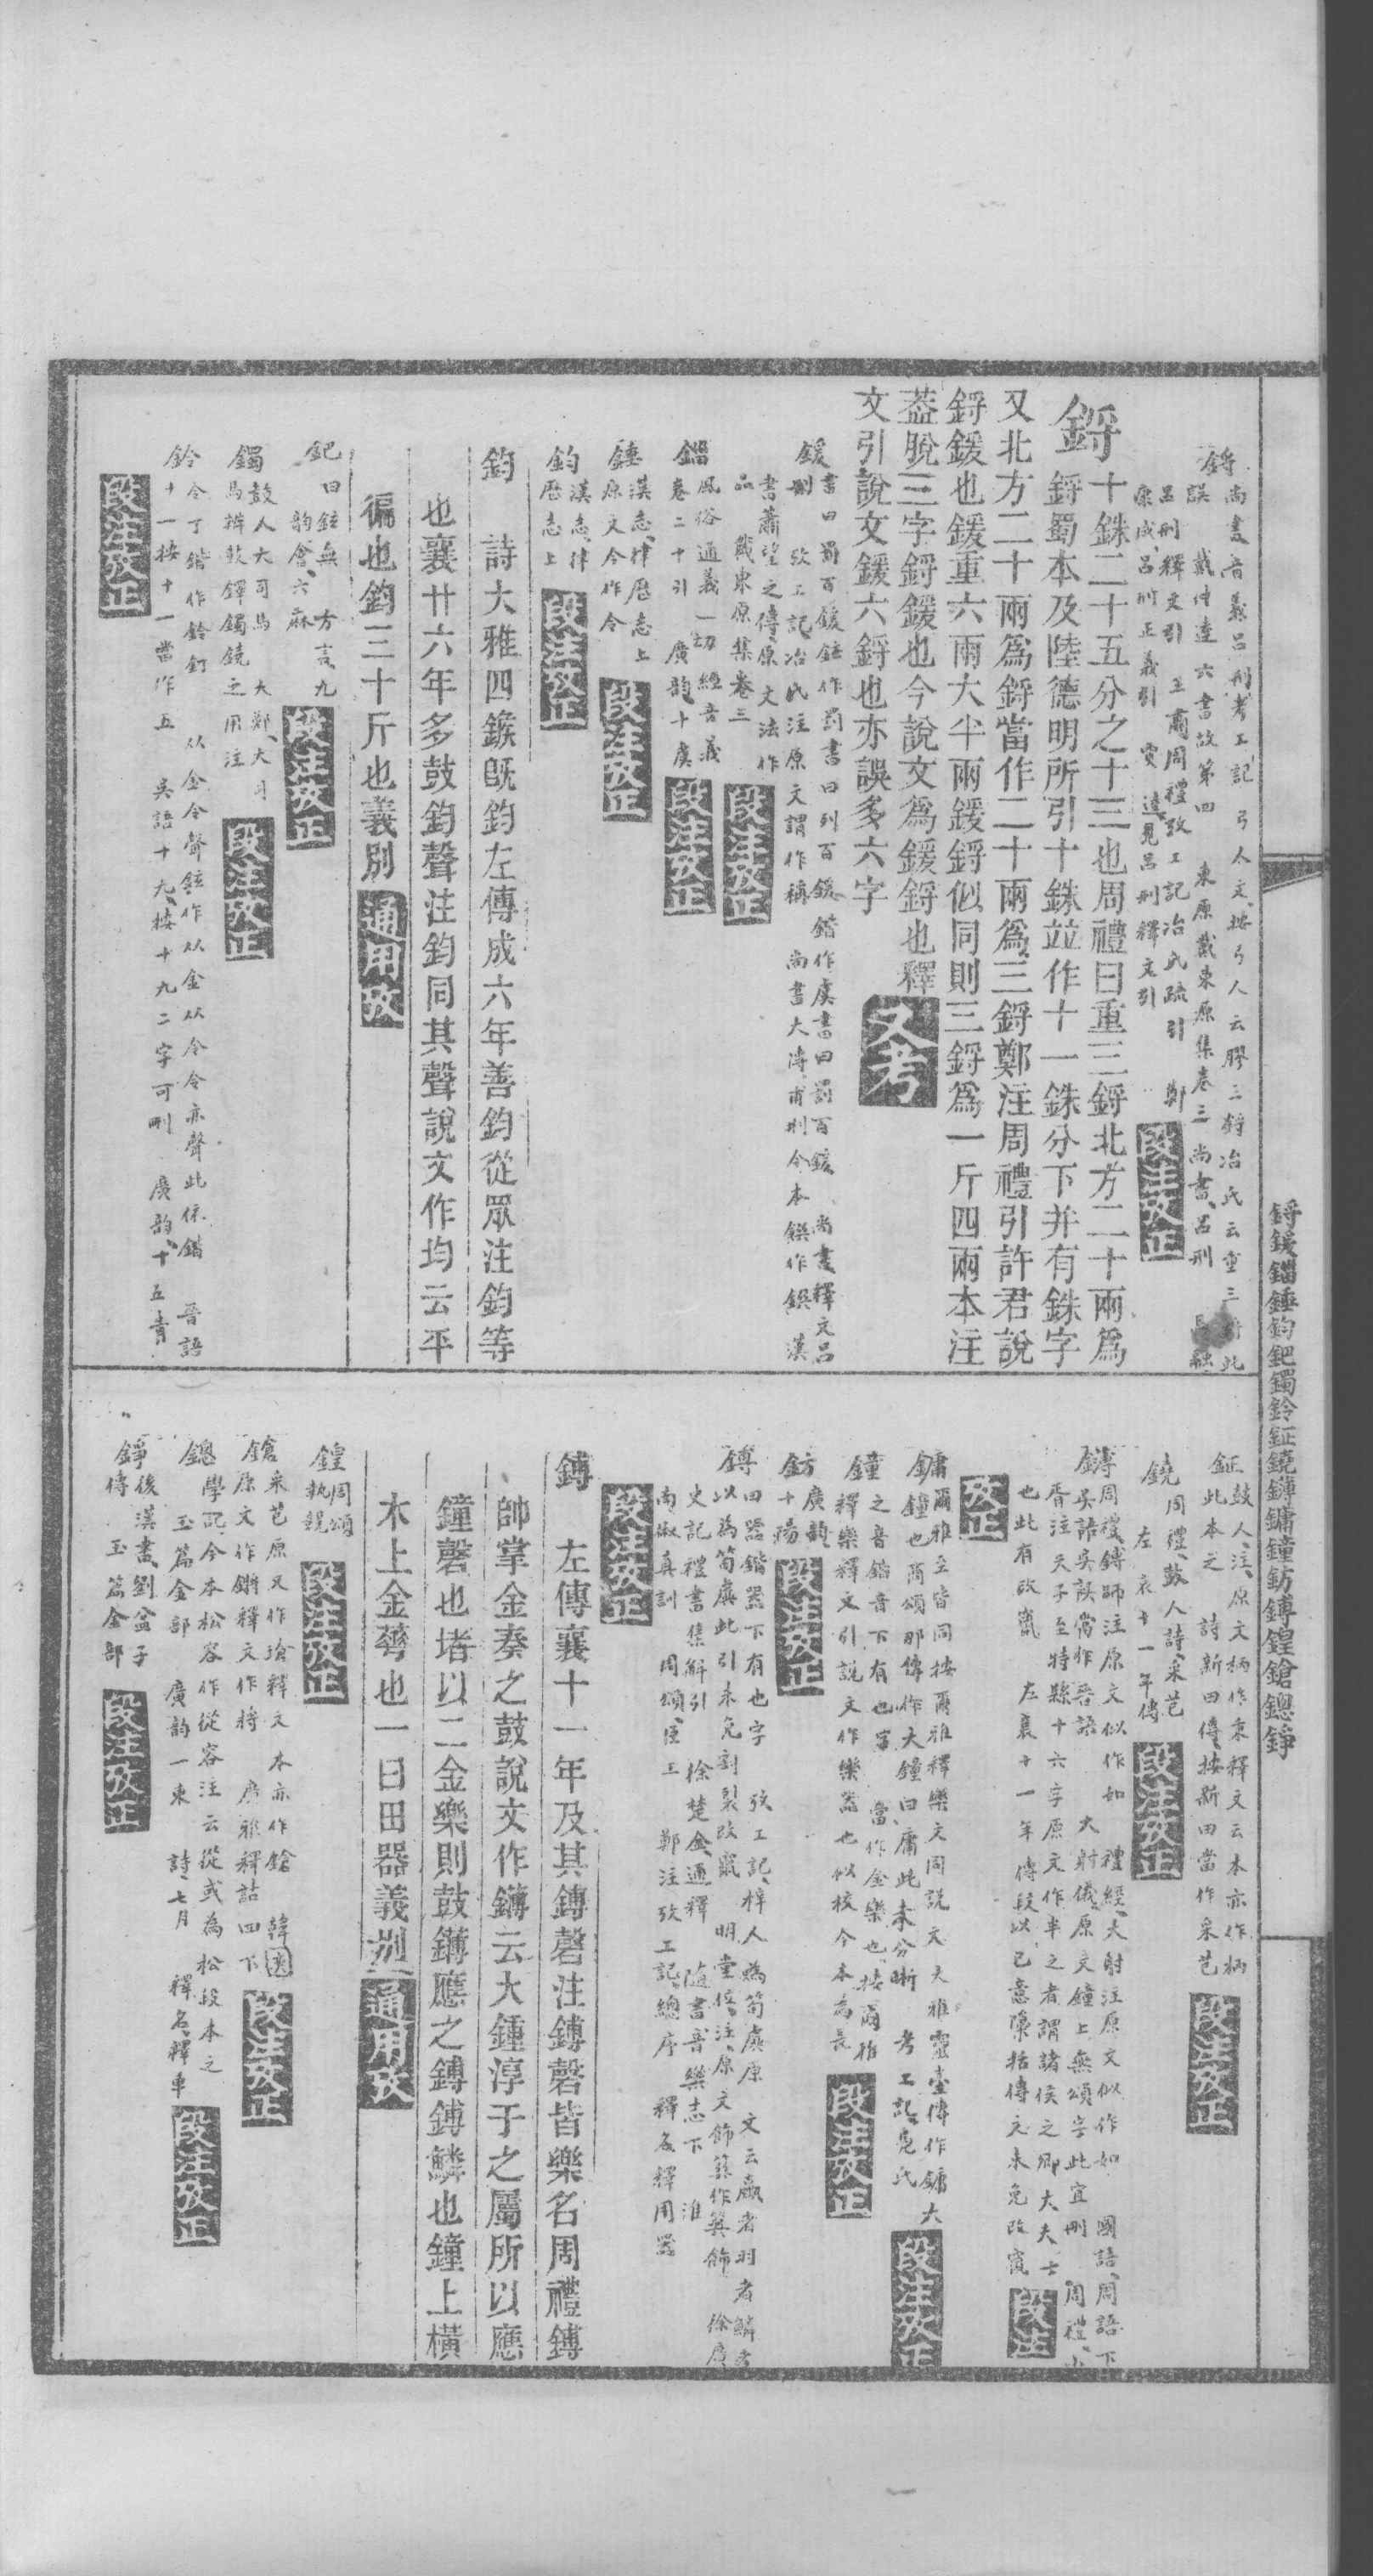 鋝尚書音義呂刑考工記弓人文按弓人云膠三鋝冶氏云重三鋝此
誤 戴仲達六書故第四 東原戴東原集卷三 尚書呂刑 融
呂刑釋文引 王肅周禮攷工記冶氏疏引 鄭
康成呂刑正義引 賈逵見呂刑釋文引 段注攷正
鋝 十銖二十五分之十三也周禮曰重三鋝北方二十兩爲
鋝蜀本及陸德明所引十銖竝作十一銖分下并有銖字
又北方二十兩爲鋝當作二十兩爲三鋝鄭注周禮引許君說
鋝鍰也鍰重六兩大半兩鍰鋝似同則三鋝爲一斤四兩本注
葢脫三字鋝鍰也今說文爲鍰鋝也釋
文引說文鍰六鋝也亦誤多六字 又考
鍰書曰罰百鍰鉉作罰書曰列百鍰鍇作虞書曰罰百鍰 尚書釋文呂
刑 攷工記冶氏注原文謂作稱 尚書大傳甫刑今本饌作鐉 漢
書蕭望之傳原文法作
品 戴東原集卷三 段注攷正
錙風俗通義一切經音義
卷二十引 廣韵十虞 段注攷正
錘漢志律歷志上
原文今作令 段注攷正
鈞漢志律
歷志上 段注攷正
鈞 詩大雅四鍭旣鈞左傳成六年善鈞從眾注鈞等
也襄廿六年多鼓鈞聲注鈞同其聲說文作均云平
徧也鈞三十斤也義別 通用攷
鈀曰鉉無 方言九
韵會六麻 段注攷正
鐲鼓人大司馬 大鄭大司
馬辨鼓鐸鐲鐃之用注 段注攷正
鈴令丁鍇作鈴釘 从金令聲鉉作从金从令令亦聲此依鍇 晉語
十一按十一當作五 吳語十九按十九二字可刪 廣韵十五青
段注攷正
鋝鍰錙錘鈞鈀鐲鈴鉦鐃鎛鏞鐘鈁鎛鍠鎗鏓錚
鉦鼓人注原文柄作秉釋文云本亦作柄
此本之 詩新田傳按新田當作采芑 段注攷正
鐃周禮鼓人詩采芑
左哀十一年傳 段注攷正
鎛周禮鎛師注原文似作如 禮經大射注原文似作如 國語周語下
吳語吳誤當作晉語 大射儀原文鐘上無頌字此宜刪 周禮小
胥注天子至特縣十六字原文作半之者謂諸侯之卿大夫士
也此有改竄 左襄十一年傳段以己意隱括傳文未免改竄 段注
攷正
鏞爾雅至皆同按爾雅釋樂文同說文大雅靈臺傳作鏞大
鐘也商頌那傳作大鐘曰庸此未分晰 考工記鳧氏 段注攷正
鐘之音鍇音下有也字 當作金樂也按爾雅
釋樂釋文引說文作樂器也似校今本爲長 段注攷正
鈁廣韵
十陽 段注攷正
鎛田器鍇器下有也字 攷工記梓人爲筍虡原文云臝者羽者鱗者
以爲筍虡此引未免割裂改竄 明堂位注原文飾簨作簨飾 徐廣
史記禮書集解引 徐楚金通釋 隨書音樂志下 淮
南俶真訓 周頌臣工 鄭注攷工記總序 釋名釋用器
段注攷正
鎛 左傳襄十一年及其鎛磬注鎛磬皆樂名周禮鎛
師掌金奏之鼓說文作鑮云大鍾淳于之屬所以應
鐘磬也堵以二金樂則鼓鑮應之鎛鎛鱗也鐘上橫
木上金蕚也一曰田器義別 通用攷
鍠周頌
執競 段注攷正
鎗采芑原文作瑲釋文本亦作鎗 韓奕
原文作鏘釋文作將 廣雅釋詁四下 段注攷正
鏓學記今本松容作從容注云從或爲松段本之
玉篇金部 廣韵一東 詩七月 釋名釋車 段注攷正
錚後漢書劉盆子
傳 玉篇金部 段注攷正